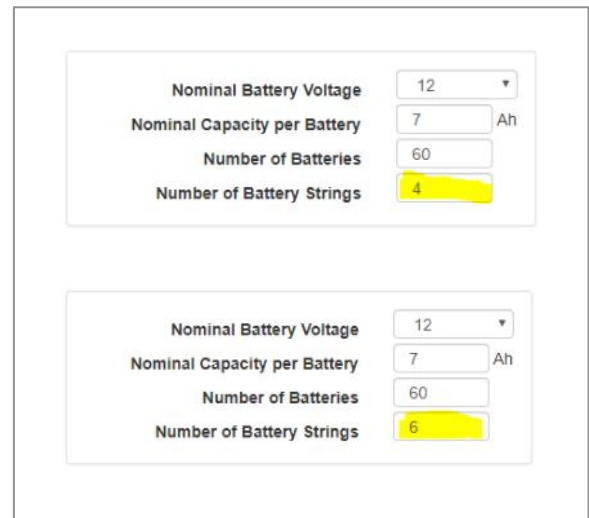 Nominal Battery Voltage 12
Nominal Capacity per Battery 7 Ah
Number of Batteries 60
Number of Battery Strings 4
Nominal Battery Voltage 12
Nominal Capacity per Battery 7 Ah
Number of Batteries 60
Number of Battery Strings 6